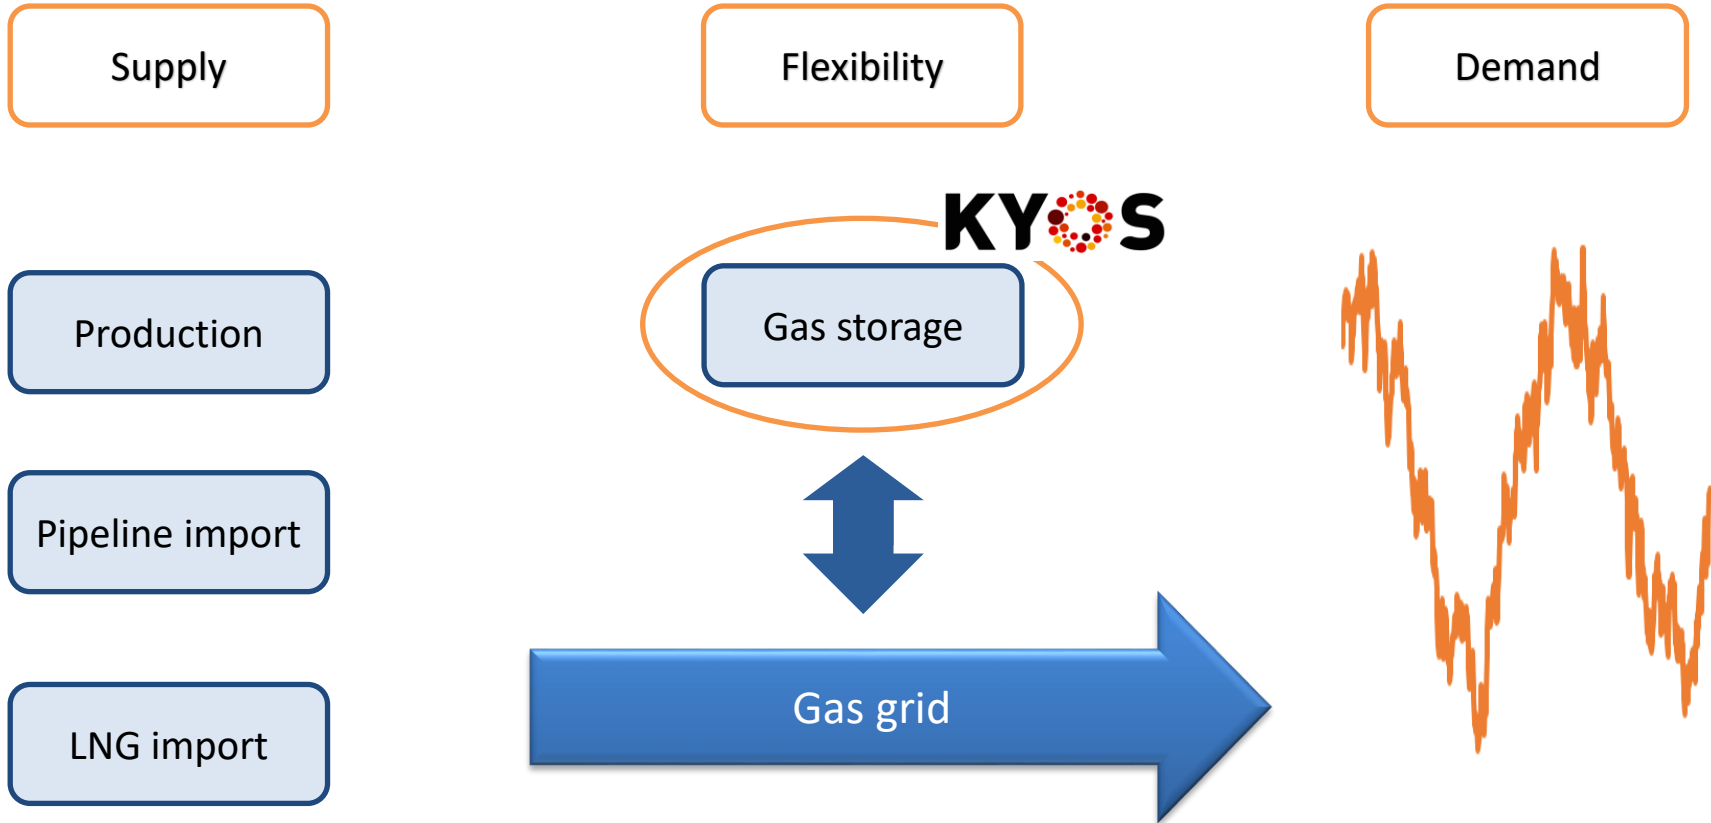 Supply
Flexibility
Demand
KYOS
Production
Gas storage
Pipeline import
LNG import
Gas grid